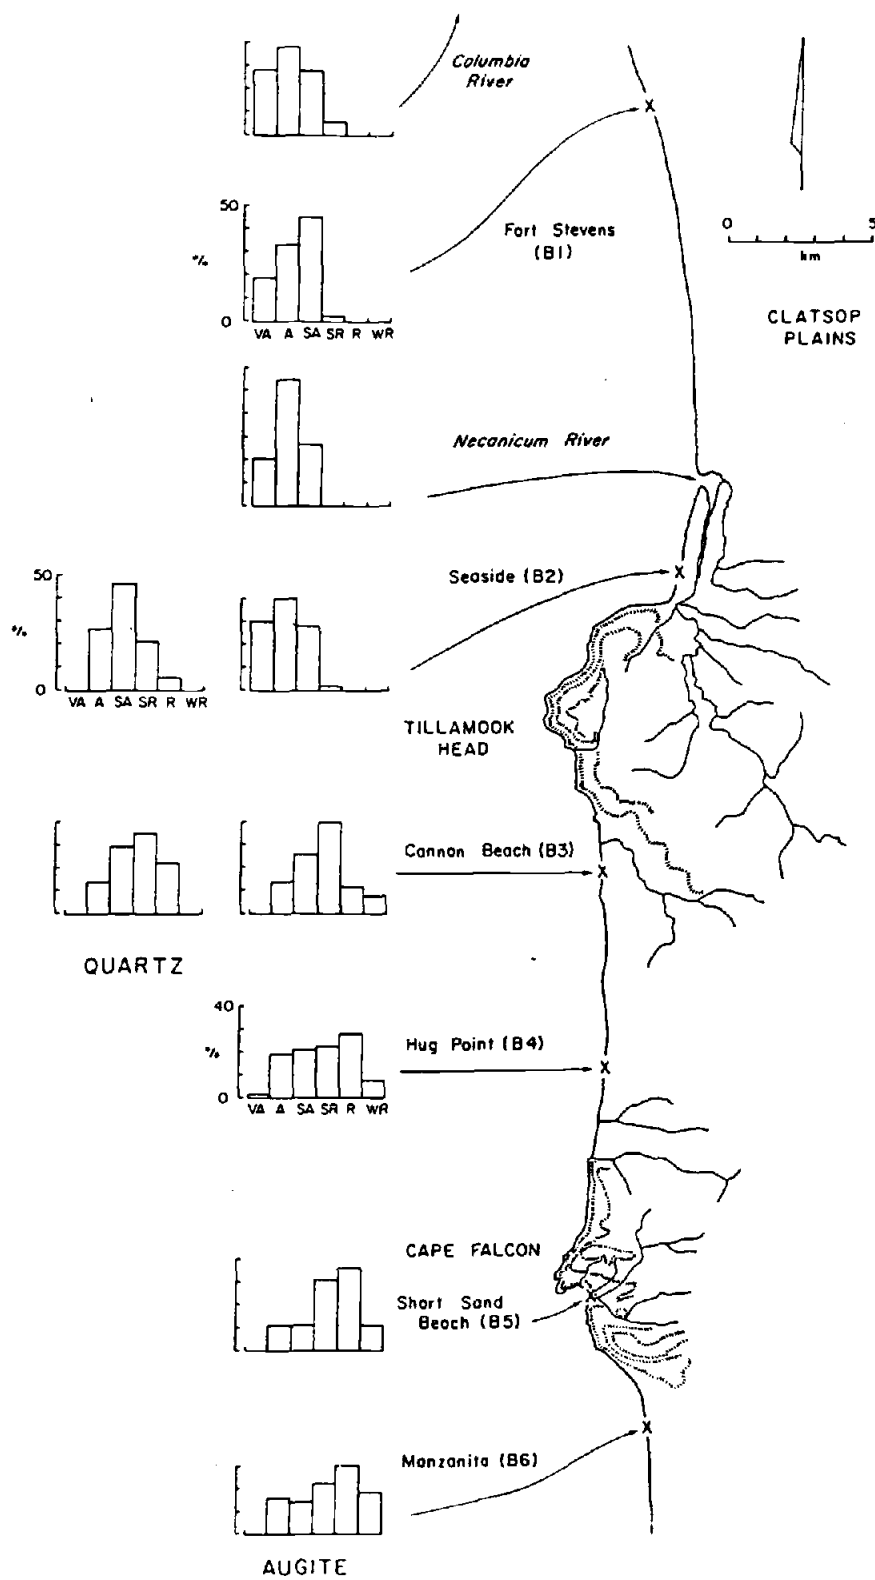 Columbia
River
50
%
0
VA A SA SR R WR
Fort Stevens
(B1)
0 5
km
CLATSOP
PLAINS
Necanicum River
50
%
0
VA A SA SR R WR
Seaside (B2)
TILLAMOOK
HEAD
Cannon Beach (B3)
QUARTZ
40
%
0
VA A SA SR R WR
Hug Point (B4)
CAPE FALCON
Short Sand
Beach (B5)
Manzanita (B6)
AUGITE
X
X
X
X
X